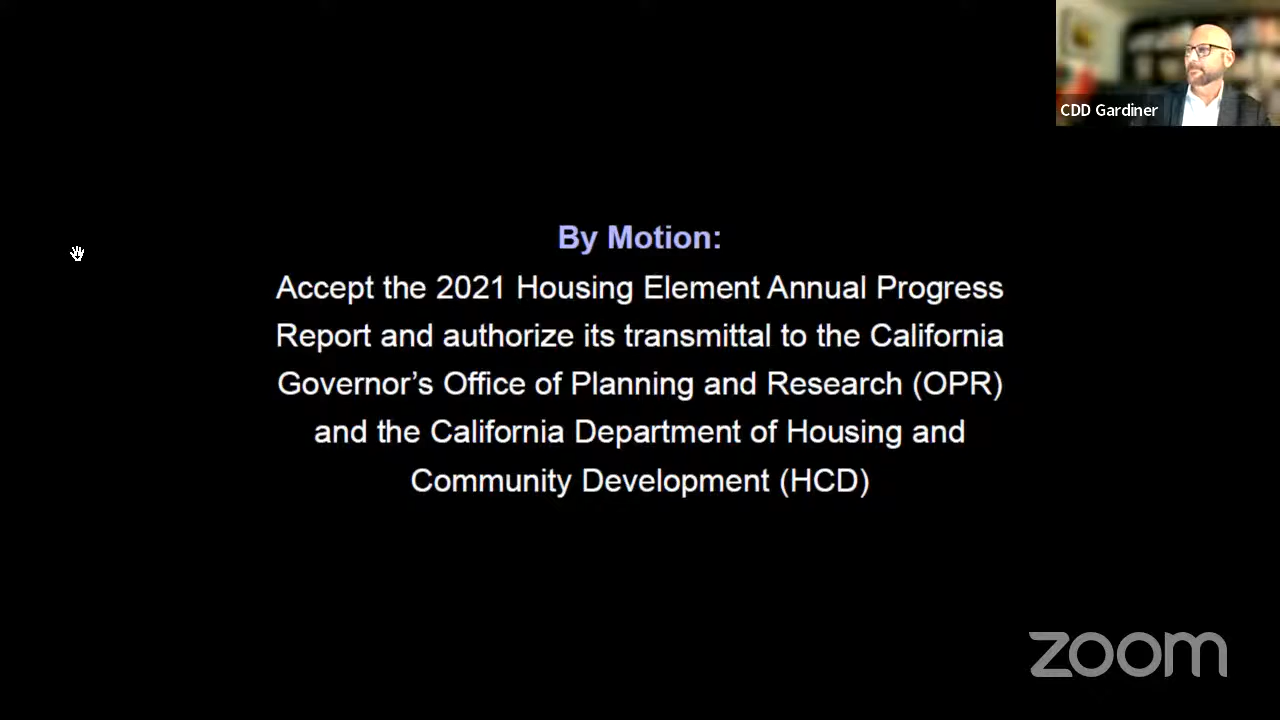 CDD Gardiner
By Motion:
Accept the 2021 Housing Element Annual Progress
Report and authorize its transmittal to the California
Governor’s Office of Planning and Research (OPR)
and the California Department of Housing and
Community Development (HCD)
zoom